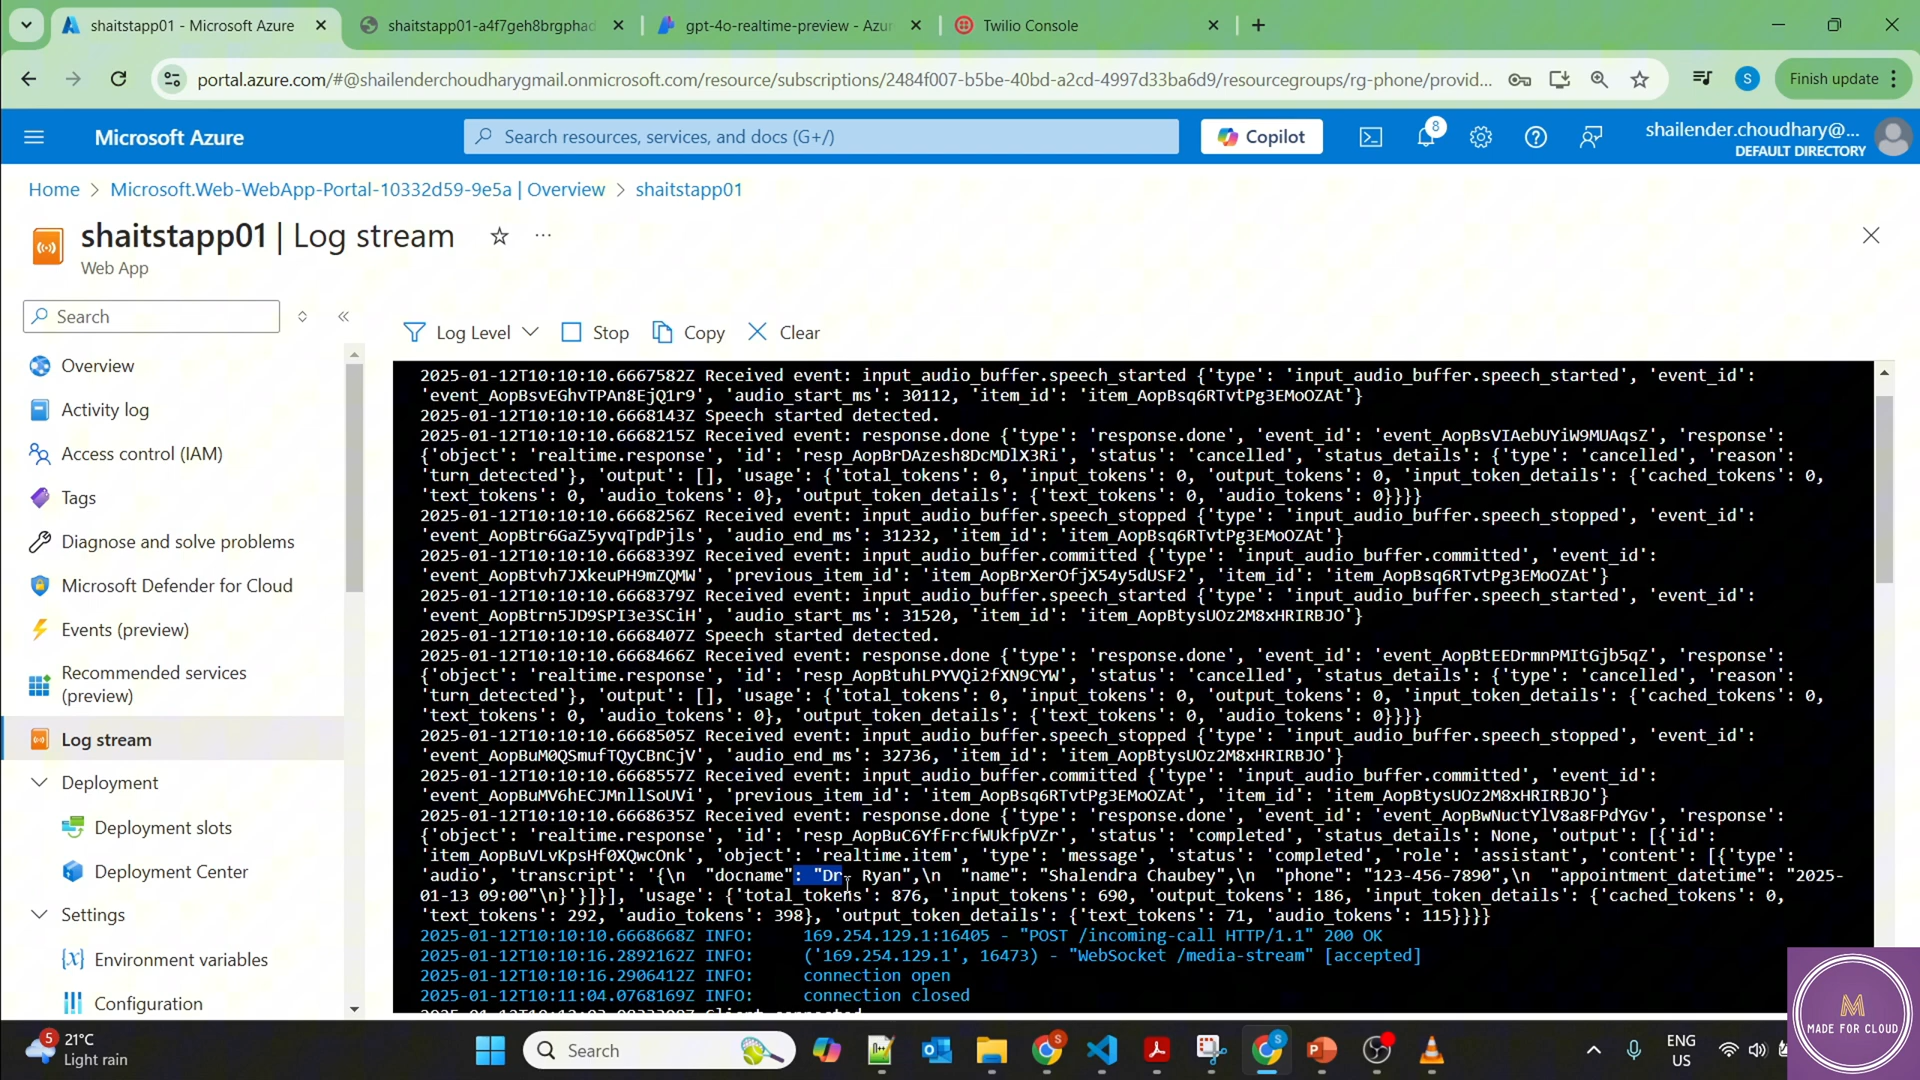 shaitstapp01 - Microsoft Azure
shaitstapp01-a4f7geh8brgphad
gpt-4o-realtime-preview - Azu
Twilio Console
portal.azure.com/#@shailenderchoudharygmail.onmicrosoft.com/resource/subscriptions/2484f007-b5be-40bd-a2cd-4997d33ba6d9/resourcegroups/rg-phone/provid...
S
Finish update
Microsoft Azure
Search resources, services, and docs (G+/)
Copilot
8
shailender.choudhary@...
DEFAULT DIRECTORY
Home > Microsoft.Web-WebApp-Portal-10332d59-9e5a | Overview > shaitstapp01
shaitstapp01 | Log stream
Web App
Search
Overview
Activity log
Access control (IAM)
Tags
Diagnose and solve problems
Microsoft Defender for Cloud
Events (preview)
Recommended services
(preview)
Log stream
Deployment
Deployment slots
Deployment Center
Settings
Environment variables
Configuration
Log Level
Stop
Copy
Clear
2025-01-12T10:10:10.6667582Z Received event: input_audio_buffer.speech_started {'type': 'input_audio_buffer.speech_started', 'event_id':
'event_AopBsvEGhvTPAn8EjQ1r9', 'audio_start_ms': 30112, 'item_id': 'item_AopBsq6RTvtPg3EMoOZAt'}
2025-01-12T10:10:10.6668143Z Speech started detected.
2025-01-12T10:10:10.6668215Z Received event: response.done {'type': 'response.done', 'event_id': 'event_AopBsVIAebUYiW9MUAqsZ', 'response':
{'object': 'realtime.response', 'id': 'resp_AopBrDAzesh8DcMDlX3Ri', 'status': 'cancelled', 'status_details': {'type': 'cancelled', 'reason':
'turn_detected'}, 'output': [], 'usage': {'total_tokens': 0, 'input_tokens': 0, 'output_tokens': 0, 'input_token_details': {'cached_tokens': 0,
'text_tokens': 0, 'audio_tokens': 0}, 'output_token_details': {'text_tokens': 0, 'audio_tokens': 0}}}}
2025-01-12T10:10:10.6668256Z Received event: input_audio_buffer.speech_stopped {'type': 'input_audio_buffer.speech_stopped', 'event_id':
'event_AopBtr6GaZ5yvqTpdPjls', 'audio_end_ms': 31232, 'item_id': 'item_AopBsq6RTvtPg3EMoOZAt'}
2025-01-12T10:10:10.6668339Z Received event: input_audio_buffer.committed {'type': 'input_audio_buffer.committed', 'event_id':
'event_AopBtvh7JXkeuPH9mZQMW', 'previous_item_id': 'item_AopBrXerOfjX54y5dUSF2', 'item_id': 'item_AopBsq6RTvtPg3EMoOZAt'}
2025-01-12T10:10:10.6668379Z Received event: input_audio_buffer.speech_started {'type': 'input_audio_buffer.speech_started', 'event_id':
'event_AopBtrn5JD9SPI3e3SCiH', 'audio_start_ms': 31520, 'item_id': 'item_AopBtysUOz2M8xHRIRBJO'}
2025-01-12T10:10:10.6668407Z Speech started detected.
2025-01-12T10:10:10.6668466Z Received event: response.done {'type': 'response.done', 'event_id': 'event_AopBtEEDrmnPMItGjb5qZ', 'response':
{'object': 'realtime.response', 'id': 'resp_AopBtuhLPYVQi2fXN9CYW', 'status': 'cancelled', 'status_details': {'type': 'cancelled', 'reason':
'turn_detected'}, 'output': [], 'usage': {'total_tokens': 0, 'input_tokens': 0, 'output_tokens': 0, 'input_token_details': {'cached_tokens': 0,
'text_tokens': 0, 'audio_tokens': 0}, 'output_token_details': {'text_tokens': 0, 'audio_tokens': 0}}}}
2025-01-12T10:10:10.6668505Z Received event: input_audio_buffer.speech_stopped {'type': 'input_audio_buffer.speech_stopped', 'event_id':
'event_AopBuM0QSmufTQyCBnCjV', 'audio_end_ms': 32736, 'item_id': 'item_AopBtysUOz2M8xHRIRBJO'}
2025-01-12T10:10:10.6668557Z Received event: input_audio_buffer.committed {'type': 'input_audio_buffer.committed', 'event_id':
'event_AopBuMV6hECJMnllSoUVi', 'previous_item_id': 'item_AopBsq6RTvtPg3EMoOZAt', 'item_id': 'item_AopBtysUOz2M8xHRIRBJO'}
2025-01-12T10:10:10.6668635Z Received event: response.done {'type': 'response.done', 'event_id': 'event_AopBwNuctYlV8a8FPdYGv', 'response':
{'object': 'realtime.response', 'id': 'resp_AopBuC6YfFrcfWUkfpVZr', 'status': 'completed', 'status_details': None, 'output': [{'id':
'item_AopBuVLvKpsHf0XQwcOnk', 'object': 'realtime.item', 'type': 'message', 'status': 'completed', 'role': 'assistant', 'content': [{'type':
'audio', 'transcript': '{\n "docname": "Dr. Ryan",\n "name": "Shalendra Chaubey",\n "phone": "123-456-7890",\n "appointment_datetime": "2025-
01-13 09:00"\n}'}]}], 'usage': {'total_tokens': 876, 'input_tokens': 690, 'output_tokens': 186, 'input_token_details': {'cached_tokens': 0,
'text_tokens': 292, 'audio_tokens': 398}, 'output_token_details': {'text_tokens': 71, 'audio_tokens': 115}}}}
2025-01-12T10:10:10.6668668Z INFO: 169.254.129.1:16405 - "POST /incoming-call HTTP/1.1" 200 OK
2025-01-12T10:10:16.2892162Z INFO: ('169.254.129.1', 16473) - "WebSocket /media-stream" [accepted]
2025-01-12T10:10:16.2906412Z INFO: connection open
2025-01-12T10:11:04.0768169Z INFO: connection closed
M
MADE FOR CLOUD
5
21°C
Light rain
Search
ENG
US